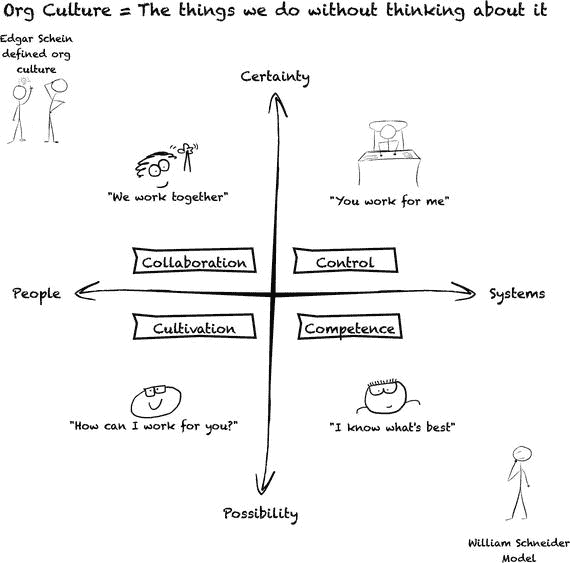 Org Culture = The things we do without thinking about it
Edgar Schein
defined org
culture
Certainty
"We work together"
"You work for me"
Collaboration
Control
People
Systems
Cultivation
Competence
"How can I work for you?"
"I know what's best"
Possibility
William Schneider
Model